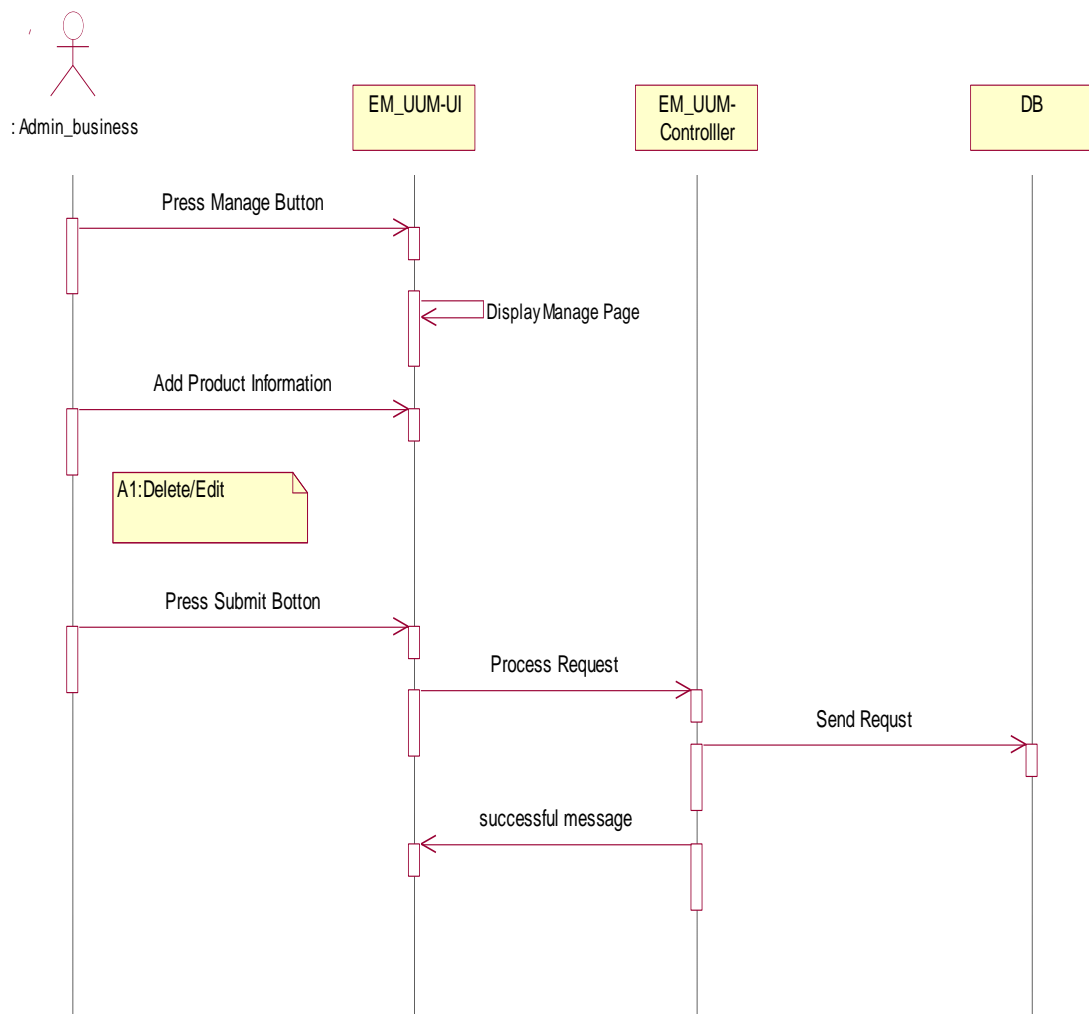 : Admin_business
EM_UUM-UI
EM_UUM-
Controlller
DB
Press Manage Button
Display Manage Page
Add Product Information
A1:Delete/Edit
Press Submit Botton
Process Request
Send Requst
successful message